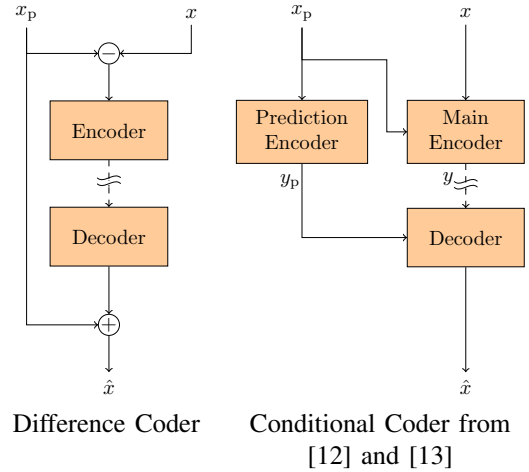 x_p
x
x_p
x
−
Encoder
Prediction
Encoder
Main
Encoder
y_p
y
Decoder
Decoder
+
x̂
x̂
Difference Coder
Conditional Coder from
[12] and [13]